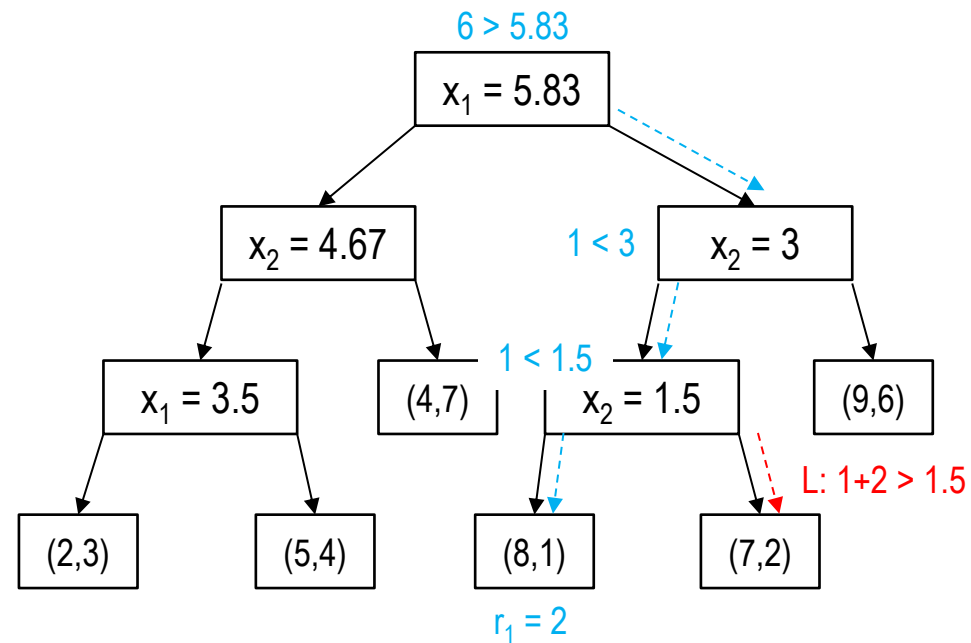 6 > 5.83
x₁ = 5.83
x₂ = 4.67
1 < 3
x₂ = 3
x₁ = 3.5
(4,7)
1 < 1.5
x₂ = 1.5
(9,6)
L: 1+2 > 1.5
(2,3)
(5,4)
(8,1)
(7,2)
r₁ = 2